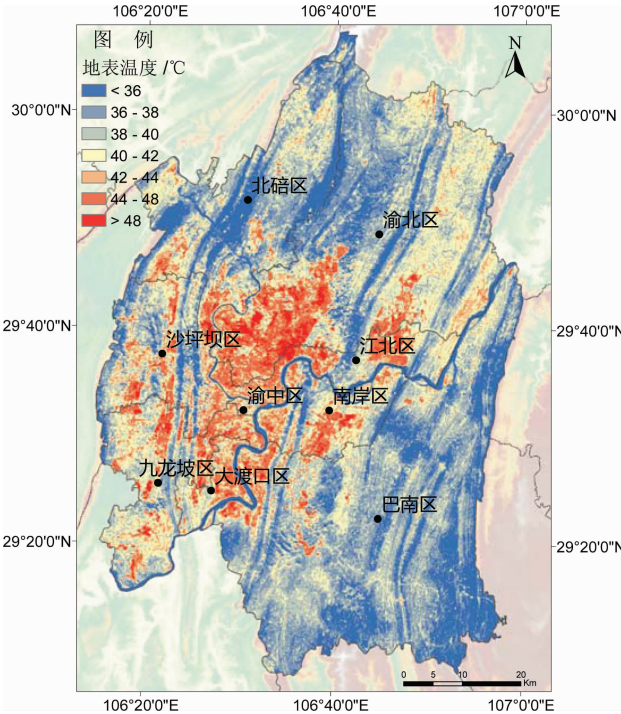 106°20'0"E 106°40'0"E 107°0'0"E
图 例
地表温度 /℃
< 36
36 - 38
38 - 40
40 - 42
42 - 44
44 - 48
> 48
N
30°0'0"N 30°0'0"N
北碚区
渝北区
29°40'0"N 29°40'0"N
沙坪坝区
江北区
渝中区
南岸区
九龙坡区
大渡口区
巴南区
29°20'0"N 29°20'0"N
0 5 10 20
Km
106°20'0"E 106°40'0"E 107°0'0"E